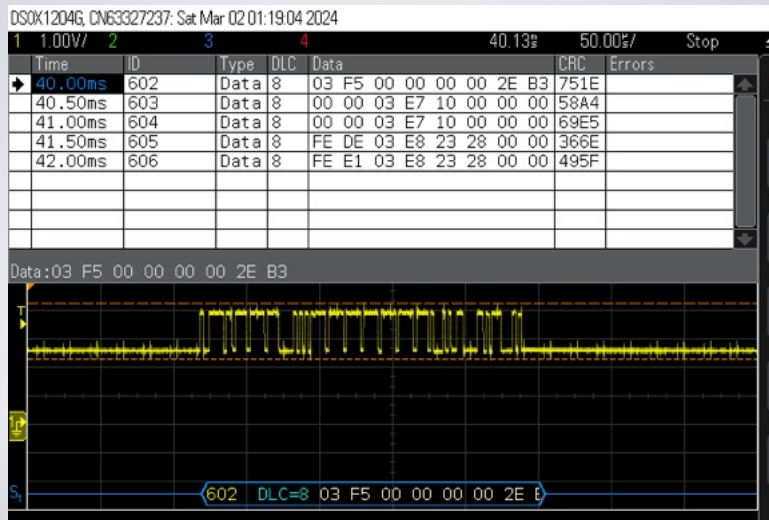 DSOX1204G, CN63327237: Sat Mar 02 01:19:04 2024
1 1.00V/ 2 3 4 40.13s 50.00s/ Stop
Time ID Type DLC Data CRC Errors
40.00ms 602 Data 8 03 F5 00 00 00 00 2E B3 751E
40.50ms 603 Data 8 00 00 03 E7 10 00 00 00 58A4
41.00ms 604 Data 8 00 00 03 E7 10 00 00 00 69E5
41.50ms 605 Data 8 FE DE 03 E8 23 28 00 00 366E
42.00ms 606 Data 8 FE E1 03 E8 23 28 00 00 495F
Data:03 F5 00 00 00 00 2E B3
T
1
S1 602 DLC=8 03 F5 00 00 00 00 2E